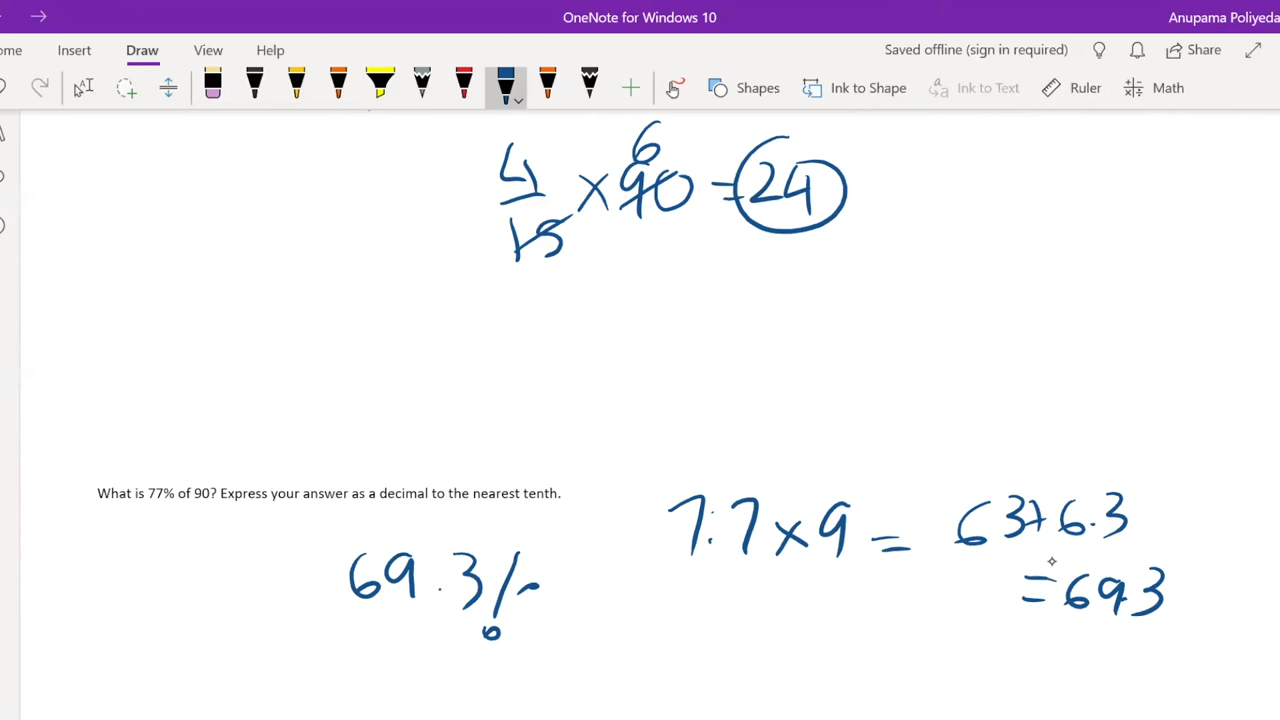 OneNote for Windows 10
Anupama Poliyeda
ome Insert Draw View Help
Saved offline (sign in required) Share
Shapes Ink to Shape Ink to Text Ruler Math
4/15 × 90 = 24
6
What is 77% of 90? Express your answer as a decimal to the nearest tenth.
7.7 × 9 = 63 + 6.3
= 69.3
69.3%